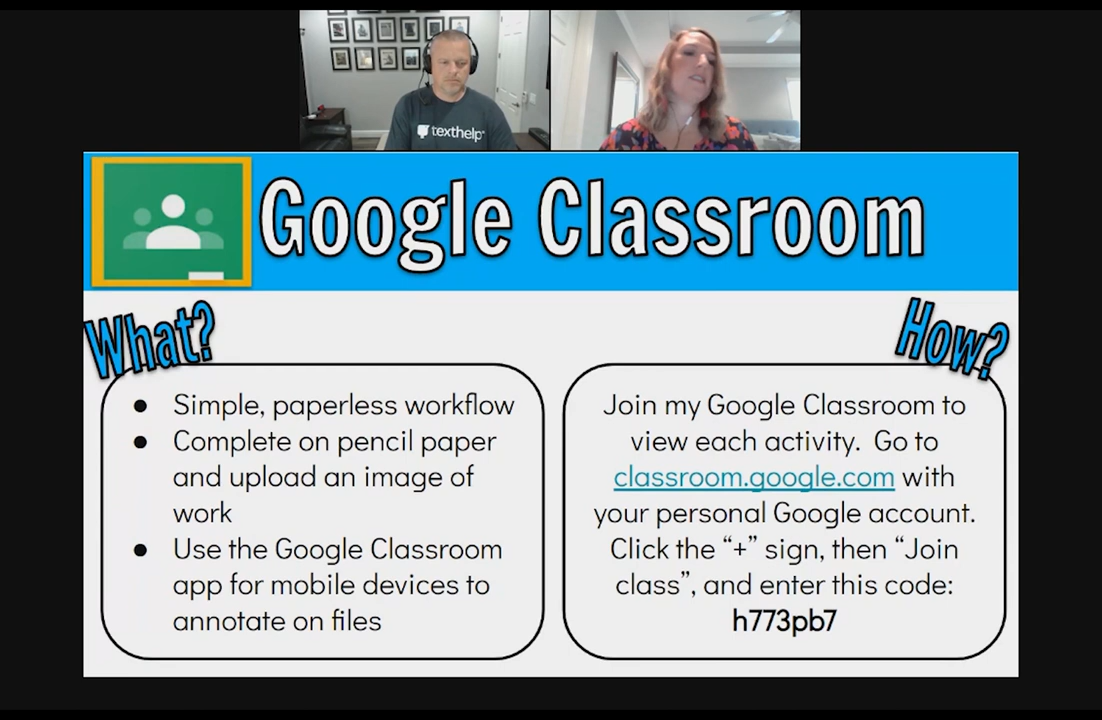 texthelp
Google Classroom
What?
● Simple, paperless workflow
● Complete on pencil paper
and upload an image of
work
● Use the Google Classroom
app for mobile devices to
annotate on files
How?
Join my Google Classroom to
view each activity. Go to
classroom.google.com with
your personal Google account.
Click the “+” sign, then “Join
class”, and enter this code:
h773pb7